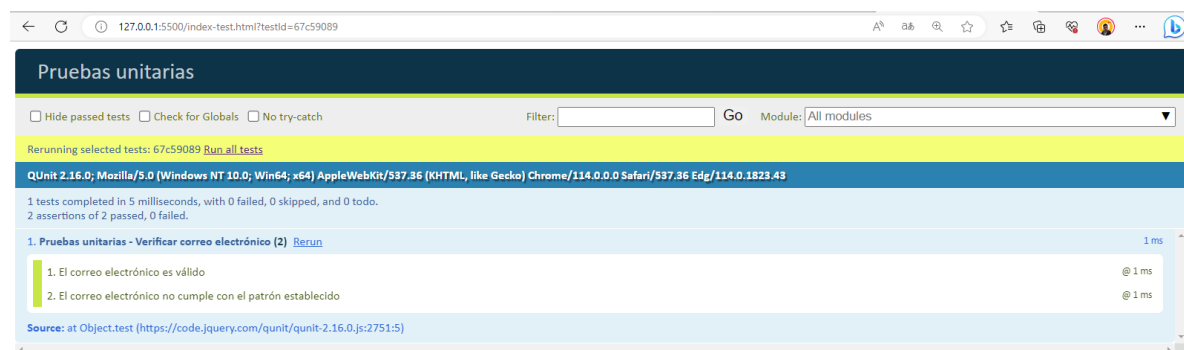 127.0.0.1:5500/index-test.html?testId=67c59089
Pruebas unitarias
Hide passed tests Check for Globals No try-catch Filter: Go Module: All modules ▼
Rerunning selected tests: 67c59089 Run all tests
QUnit 2.16.0; Mozilla/5.0 (Windows NT 10.0; Win64; x64) AppleWebKit/537.36 (KHTML, like Gecko) Chrome/114.0.0.0 Safari/537.36 Edg/114.0.1823.43
1 tests completed in 5 milliseconds, with 0 failed, 0 skipped, and 0 todo.
2 assertions of 2 passed, 0 failed.
1. Pruebas unitarias - Verificar correo electrónico (2) Rerun 1 ms
1. El correo electrónico es válido @ 1 ms
2. El correo electrónico no cumple con el patrón establecido @ 1 ms
Source: at Object.test (https://code.jquery.com/qunit/qunit-2.16.0.js:2751:5)